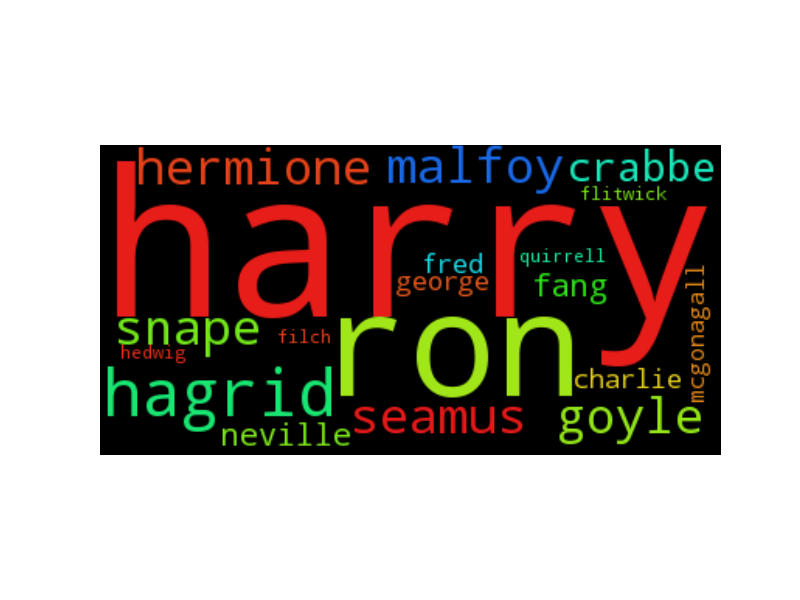 hermione
malfoy
crabbe
flitwick
harry
fred
quirrell
george
fang
mcgonagall
snape
filch
ron
hedwig
charlie
hagrid
seamus
goyle
neville